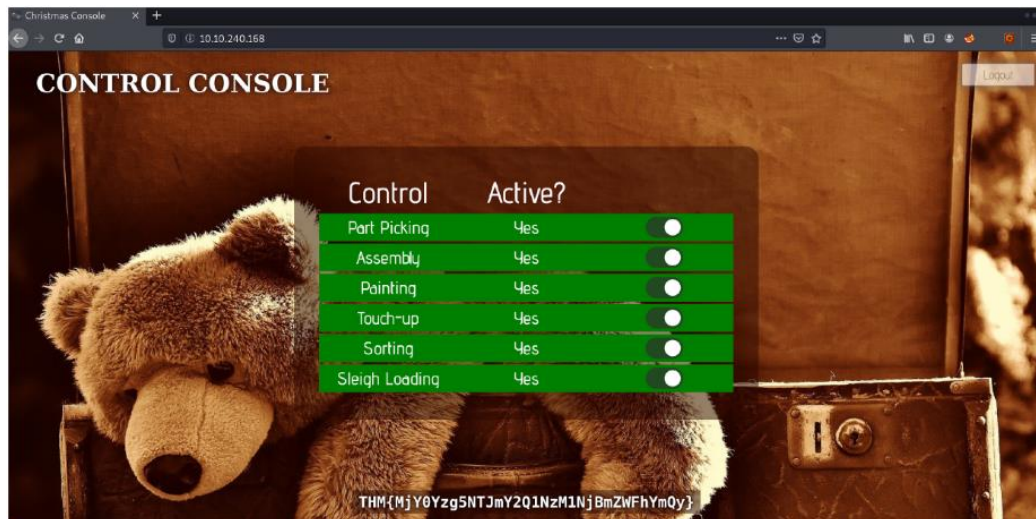 Christmas Console
10.10.240.168
CONTROL CONSOLE
Logout
Control Active?
Part Picking Yes
Assembly Yes
Painting Yes
Touch-up Yes
Sorting Yes
Sleigh Loading Yes
THM{MjY0Yzg5NTJmY2Q1NzM1NjBmZWFhYmQy}